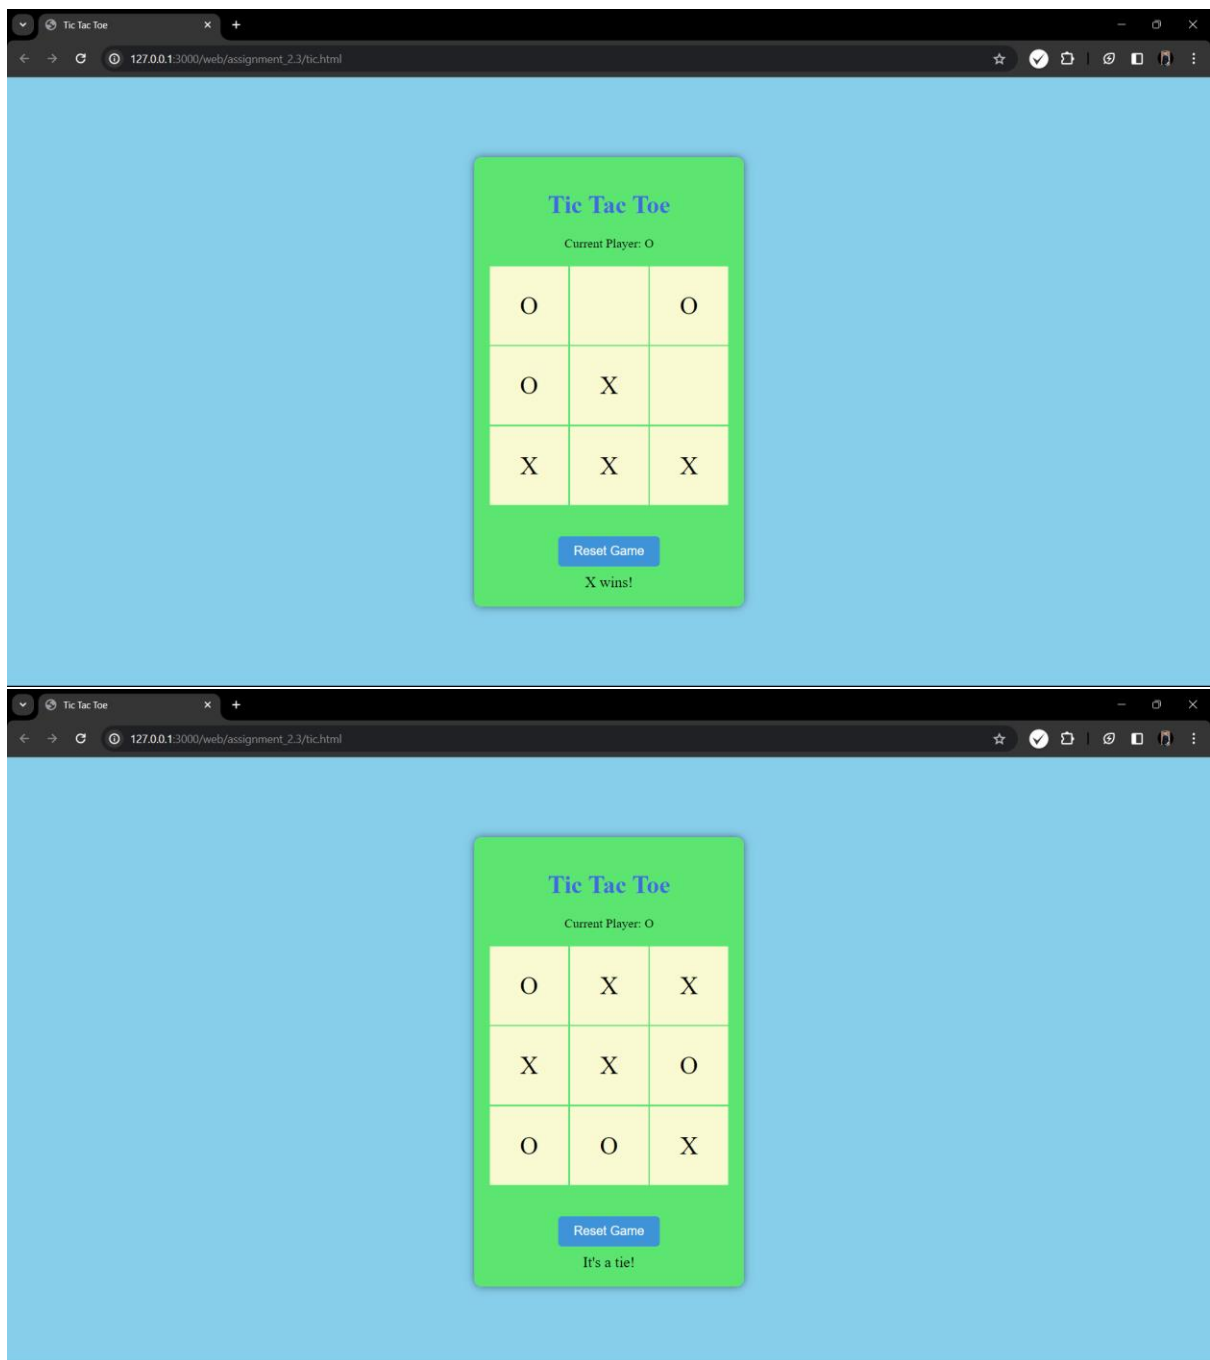 Tic Tac Toe
127.0.0.1:3000/web/assignment_2.3/tic.html
Tic Tac Toe
Current Player: O
O O
O X
X X X
Reset Game
X wins!
Tic Tac Toe
127.0.0.1:3000/web/assignment_2.3/tic.html
Tic Tac Toe
Current Player: O
O X X
X X O
O O X
Reset Game
It's a tie!